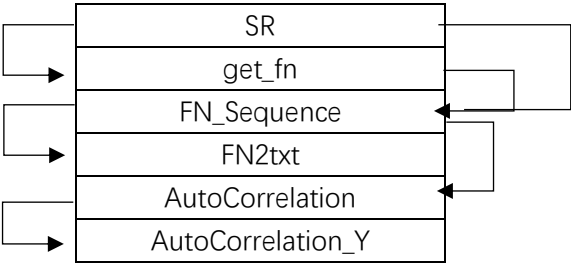 SR
get_fn
FN_Sequence
FN2txt
AutoCorrelation
AutoCorrelation_Y